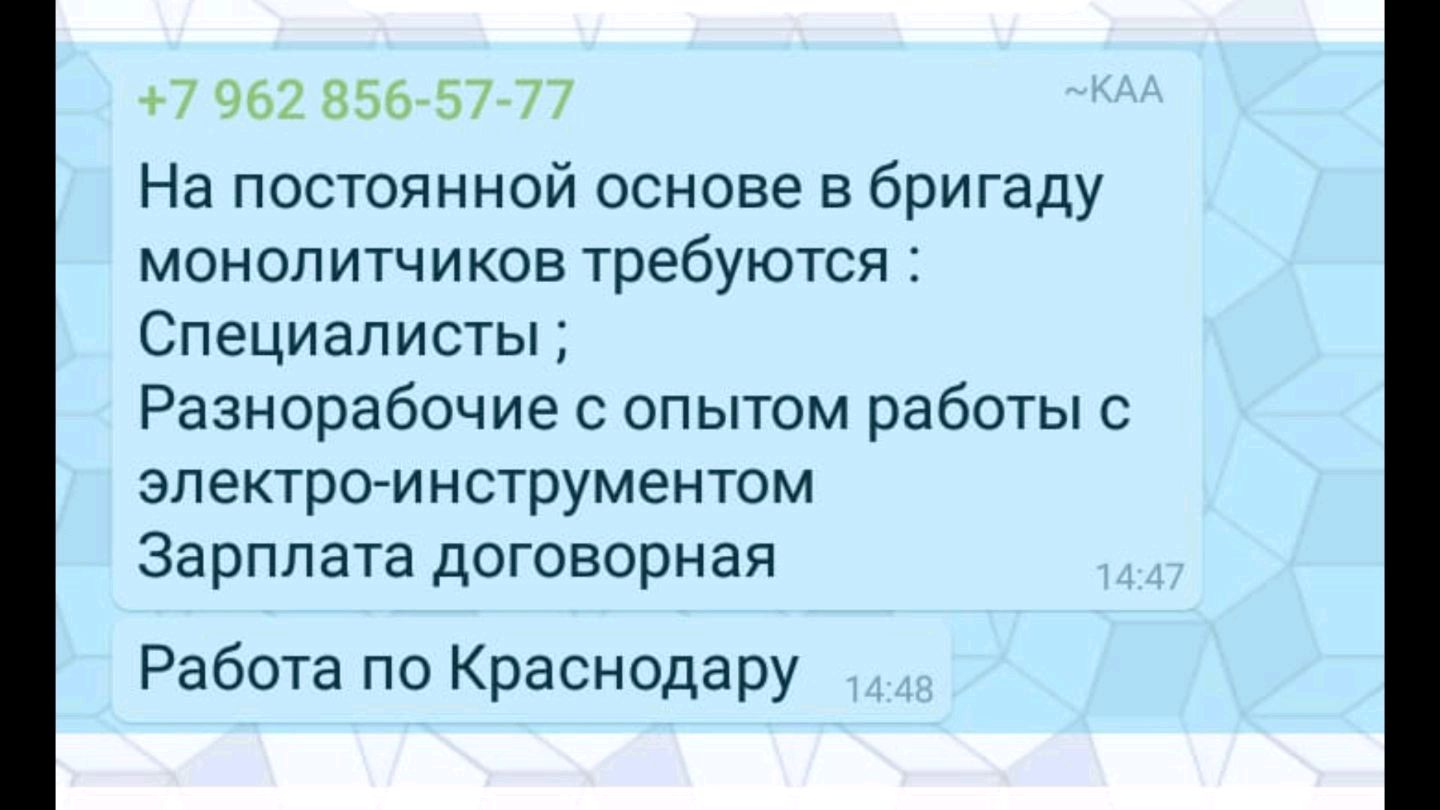 +7 962 856-57-77 ~KAA
На постоянной основе в бригаду
монолитчиков требуются :
Специалисты ;
Разнорабочие с опытом работы с
электро-инструментом
Зарплата договорная 14:47
Работа по Краснодару 14:48